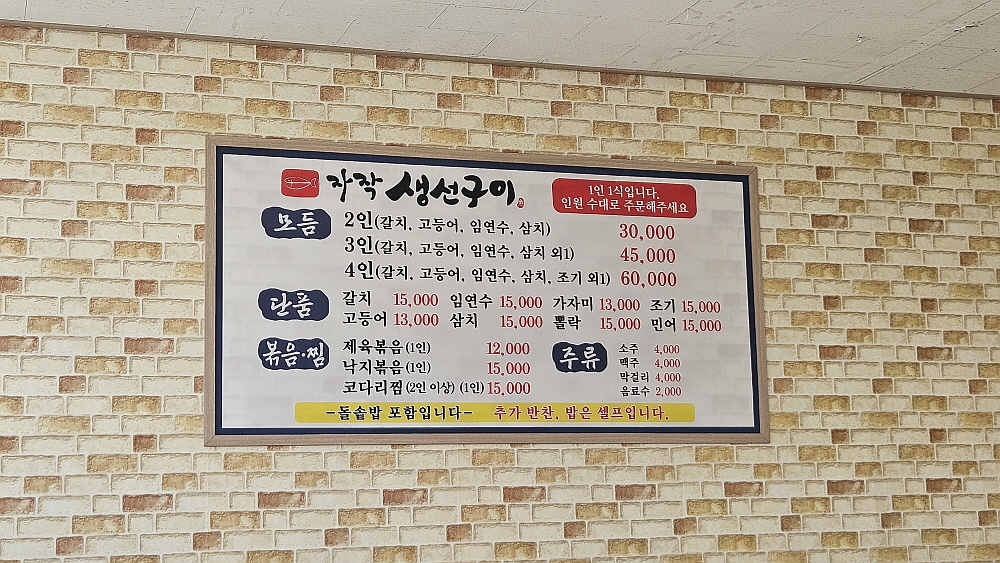 자작 생선구이
1인 1식입니다.
인원 수대로 주문해주세요
모듬
2인(갈치, 고등어, 임연수, 삼치) 30,000
3인(갈치, 고등어, 임연수, 삼치 외1) 45,000
4인(갈치, 고등어, 임연수, 삼치, 조기 외1) 60,000
단품
갈치 15,000 임연수 15,000 가자미 13,000 조기 15,000
고등어 13,000 삼치 15,000 뽈락 15,000 민어 15,000
볶음·찜
제육볶음 (1인) 12,000
낙지볶음 (1인) 15,000
코다리찜 (2인 이상) (1인) 15,000
주류
소주 4,000
맥주 4,000
막걸리 4,000
음료수 2,000
-돌솥밥 포함입니다- 추가 반찬, 밥은 셀프입니다.